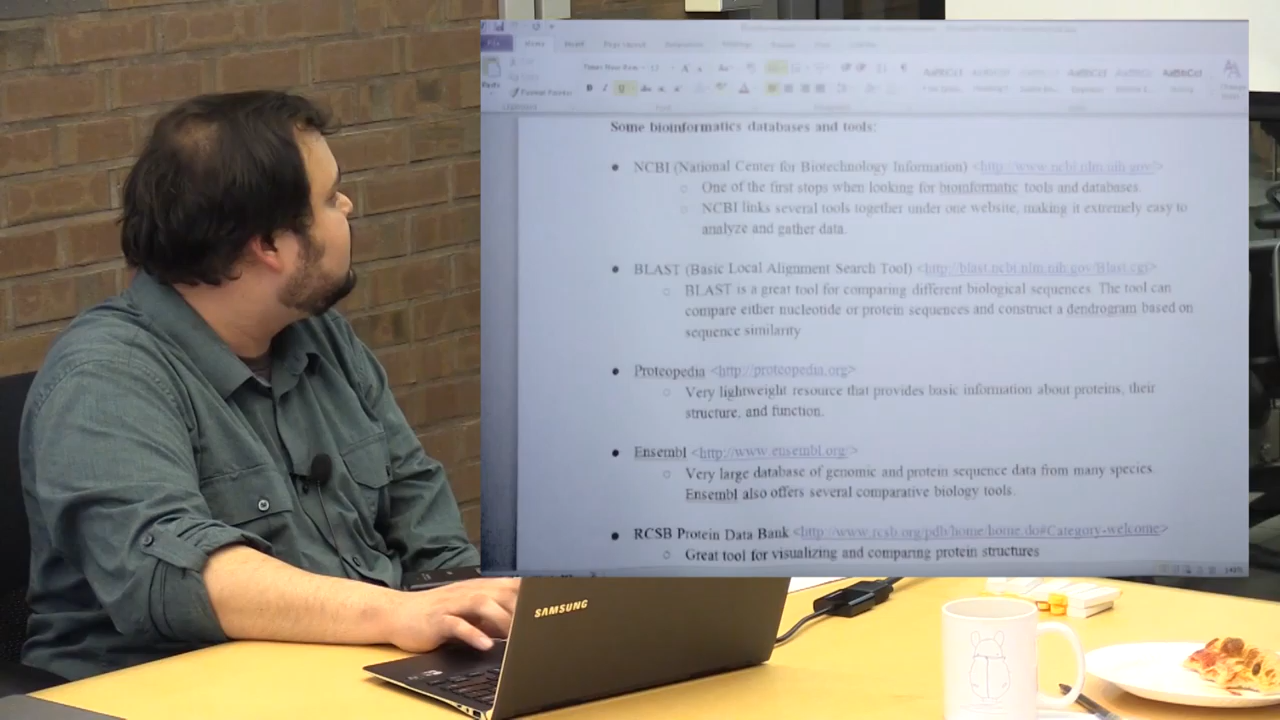 Some bioinformatics databases and tools:
NCBI (National Center for Biotechnology Information) <http://www.ncbi.nlm.nih.gov/>
One of the first stops when looking for bioinformatic tools and databases.
NCBI links several tools together under one website, making it extremely easy to
analyze and gather data.
BLAST (Basic Local Alignment Search Tool) <http://blast.ncbi.nlm.nih.gov/Blast.cgi>
BLAST is a great tool for comparing different biological sequences. The tool can
compare either nucleotide or protein sequences and construct a dendrogram based on
sequence similarity
Proteopedia <http://proteopedia.org>
Very lightweight resource that provides basic information about proteins, their
structure, and function.
Ensembl <http://www.ensembl.org/>
Very large database of genomic and protein sequence data from many species.
Ensembl also offers several comparative biology tools.
RCSB Protein Data Bank <http://www.rcsb.org/pdb/home/home.do#Category-welcome>
Great tool for visualizing and comparing protein structures
SAMSUNG